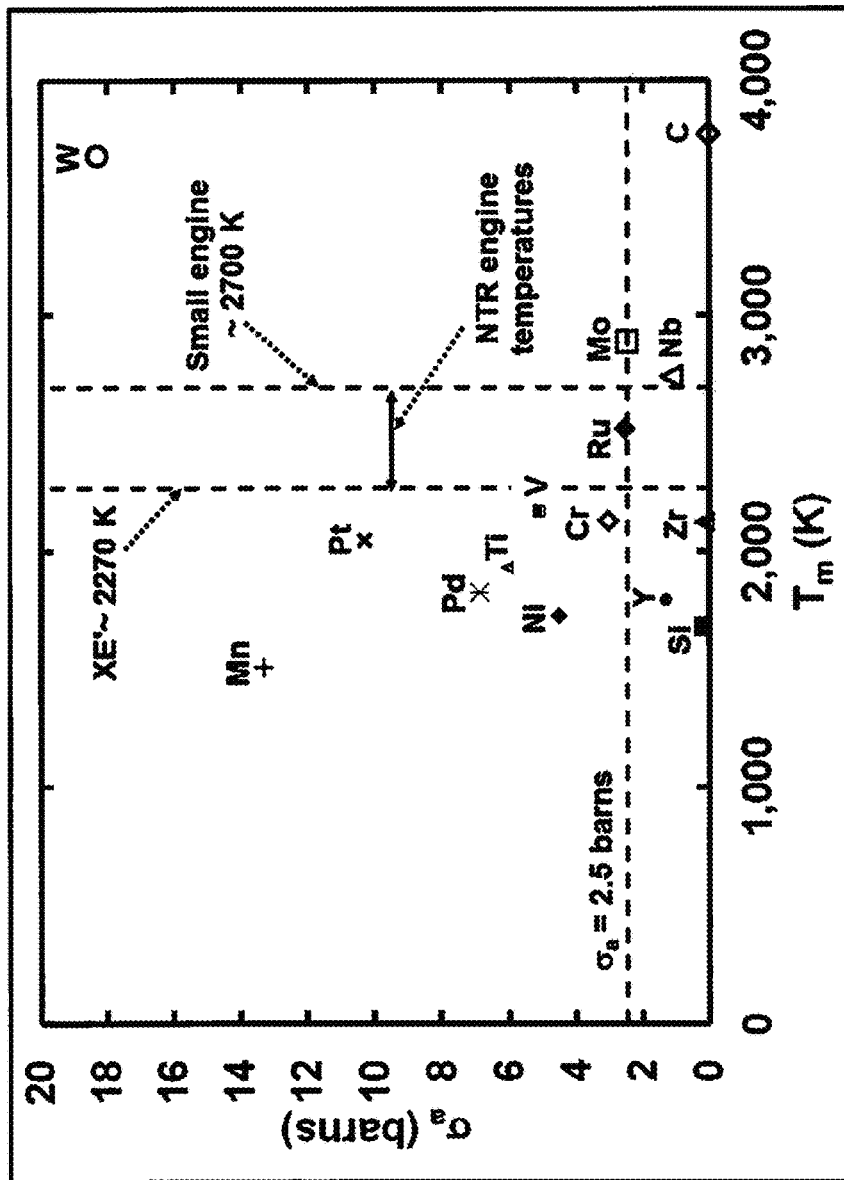 20
18
16
14
12
10
8
6
4
2
0
σa (barns)
W
Small engine
~ 2700 K
XE'~ 2270 K
NTR engine
temperatures
Mn
Pt
Pd
Ti
V
Ni
Cr
Ru
Mo
Nb
σa = 2.5 barns
Si
Y
Zr
C
0
1,000
2,000
3,000
4,000
Tm (K)